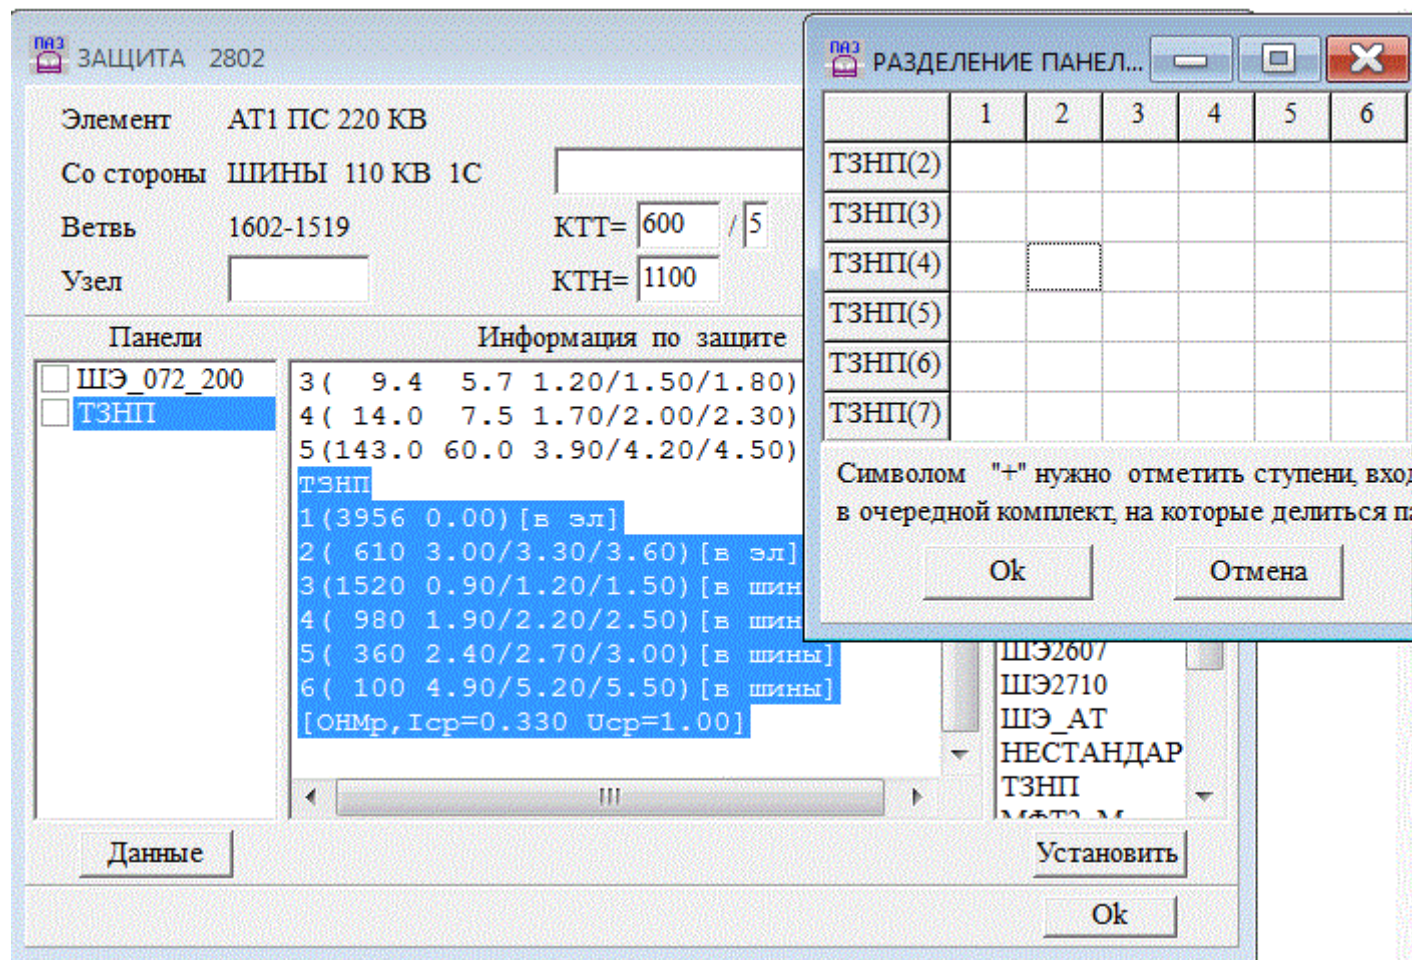 ПАЗ ЗАЩИТА 2802
Элемент АТ1 ПС 220 КВ
Со стороны ШИНЫ 110 КВ 1С
Ветвь 1602-1519 КТТ= 600 / 5
Узел КТН= 1100
Панели Информация по защите
ШЭ_072_200
ТЗНП
3( 9.4 5.7 1.20/1.50/1.80)
4( 14.0 7.5 1.70/2.00/2.30)
5(143.0 60.0 3.90/4.20/4.50)
ТЗНП
1(3956 0.00)[в эл]
2( 610 3.00/3.30/3.60)[в эл]
3(1520 0.90/1.20/1.50)[в шин
4( 980 1.90/2.20/2.50)[в шин
5( 360 2.40/2.70/3.00)[в шины]
6( 100 4.90/5.20/5.50)[в шины]
[ОНМр,Iср=0.330 Uср=1.00]
ШЭ2607
ШЭ2710
ШЭ_АТ
НЕСТАНДАР
ТЗНП
Данные Установить
Ok
ПАЗ РАЗДЕЛЕНИЕ ПАНЕЛ...
1 2 3 4 5 6
ТЗНП(2)
ТЗНП(3)
ТЗНП(4)
ТЗНП(5)
ТЗНП(6)
ТЗНП(7)
Символом "+" нужно отметить ступени, вход
в очередной комплект, на которые делиться па
Ok Отмена